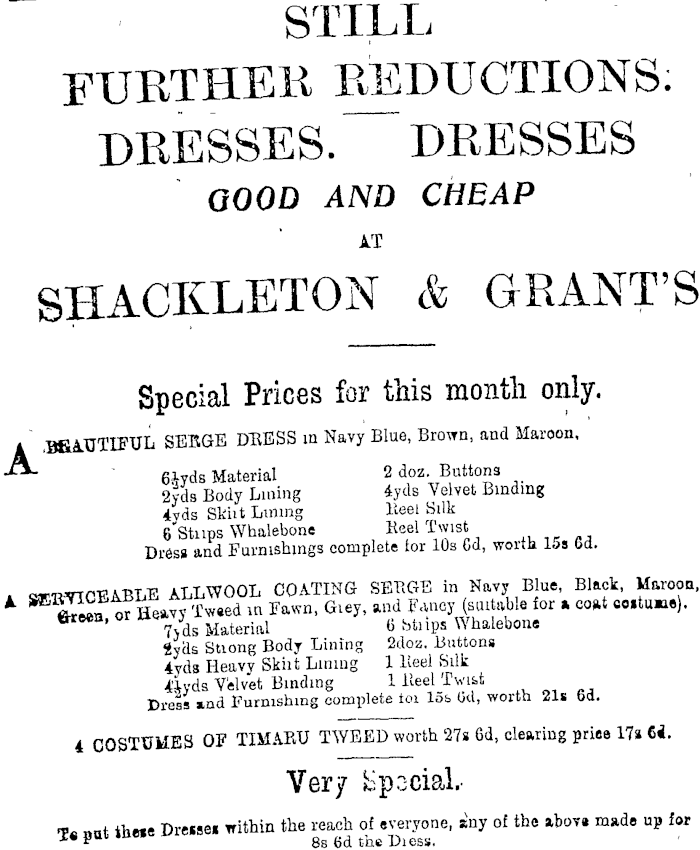 STILL
FURTHER REDUCTIONS.
DRESSES. DRESSES
GOOD AND CHEAP
AT
SHACKLETON & GRANT'S
Special Prices for this month only.
A BEAUTIFUL SERGE DRESS in Navy Blue, Brown, and Maroon.
6½yds Material 2 doz. Buttons
2yds Body Lining 4yds Velvet Binding
4yds Skirt Lining Reel Silk
6 Strips Whalebone Reel Twist
Dress and Furnishings complete for 10s 6d, worth 15s 6d.
A SERVICEABLE ALLWOOL COATING SERGE in Navy Blue, Black, Maroon,
Green, or Heavy Tweed in Fawn, Grey, and Fancy (suitable for a coat costume).
7yds Material 6 Strips Whalebone
2yds Strong Body Lining 2doz. Buttons
4yds Heavy Skirt Lining 1 Reel Silk
4½yds Velvet Binding 1 Reel Twist
Dress and Furnishing complete for 15s 6d, worth 21s 6d.
4 COSTUMES OF TIMARU TWEED worth 27s 6d, clearing price 17s 6d.
Very Special.
To put these Dresses within the reach of everyone, any of the above made up for
8s 6d the Dress.